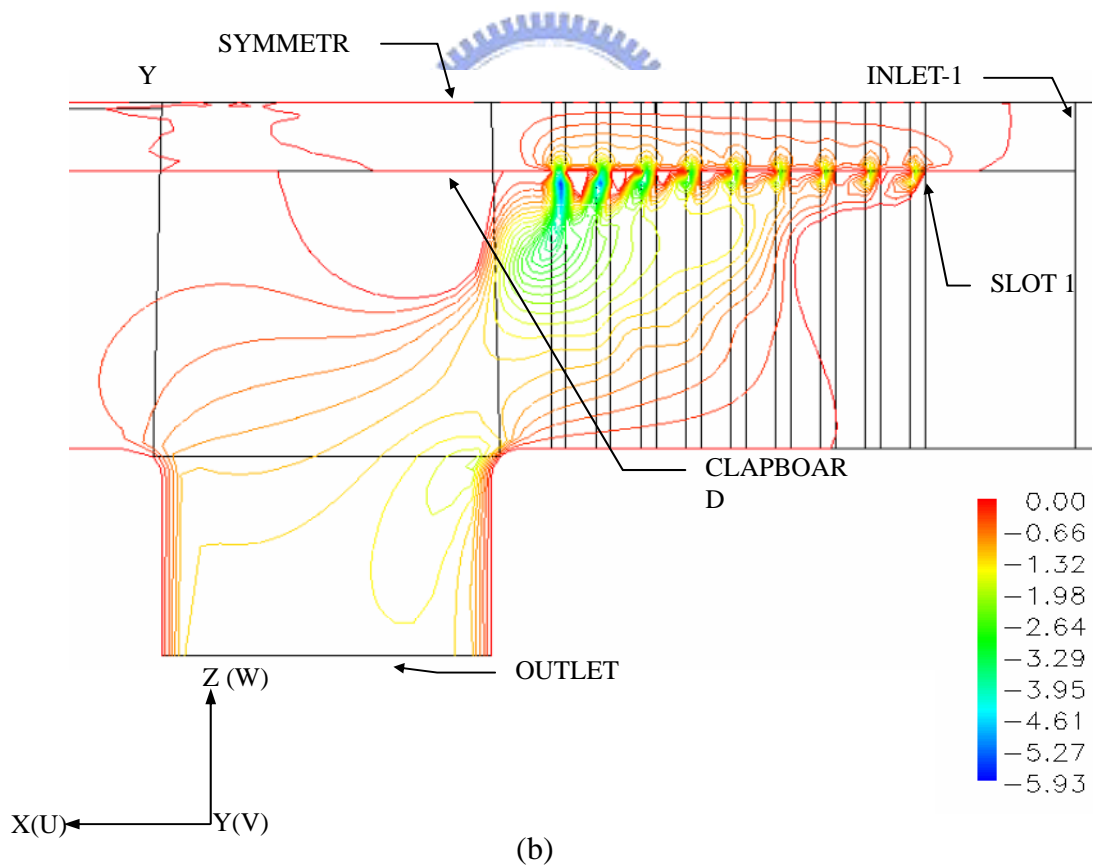 SYMMETR
Y
INLET-1
SLOT 1
CLAPBOAR
D
0.00
-0.66
-1.32
-1.98
-2.64
-3.29
-3.95
-4.61
-5.27
-5.93
OUTLET
Z (W)
X(U)
Y(V)
(b)